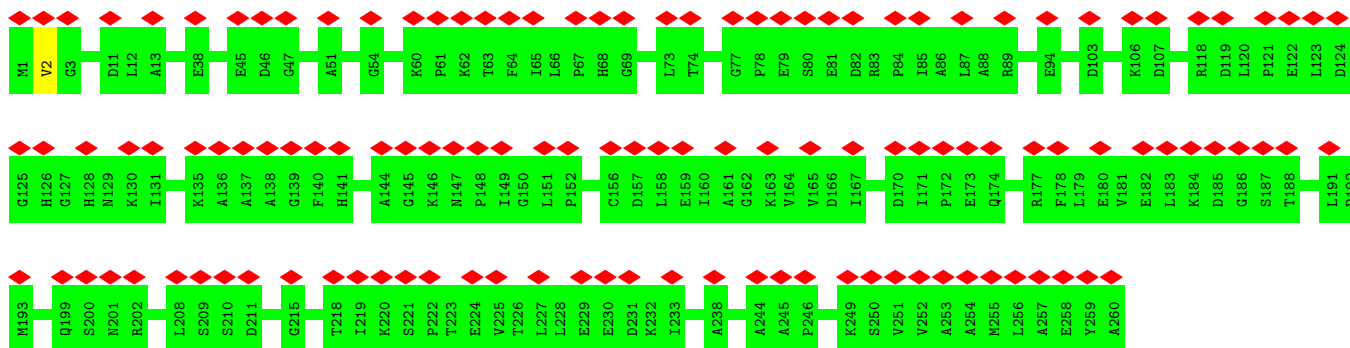 M1 V2 G3 D11 L12 A13 E38 E45 D46 G47 A51 G54 K60 P61 K62 T63 F64 I65 L66 P67 H68 G69 L73 T74 G77 P78 E79 S80 E81 D82 R83 P84 I85 A86 L87 A88 R89 E94 D103 K106 D107 R118 D119 L120 P121 E122 L123 D124
G125 H126 G127 H128 N129 K130 I131 K135 A136 A137 A138 G139 F140 H141 A144 G145 K146 N147 P148 I149 G150 L151 P152 C156 D157 L158 E159 I160 A161 G162 K163 V164 V165 D166 I167 D170 I171 P172 E173 Q174 R177 F178 L179 E180 V181 E182 L183 K184 D185 G186 S187 T188 L191
M193 Q199 S200 N201 R202 L208 S209 S210 D211 G215 T218 I219 K220 S221 P222 T223 E224 V225 T226 L227 L228 E229 E230 D231 K232 I233 A238 A244 A245 P246 K249 S250 V251 V252 A253 A254 M255 L256 A257 E258 Y259 A260